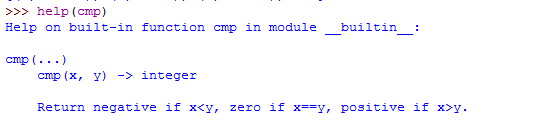 >>> help(cmp)
Help on built-in function cmp in module __builtin__:
cmp(...)
    cmp(x, y) -> integer
    Return negative if x<y, zero if x==y, positive if x>y.